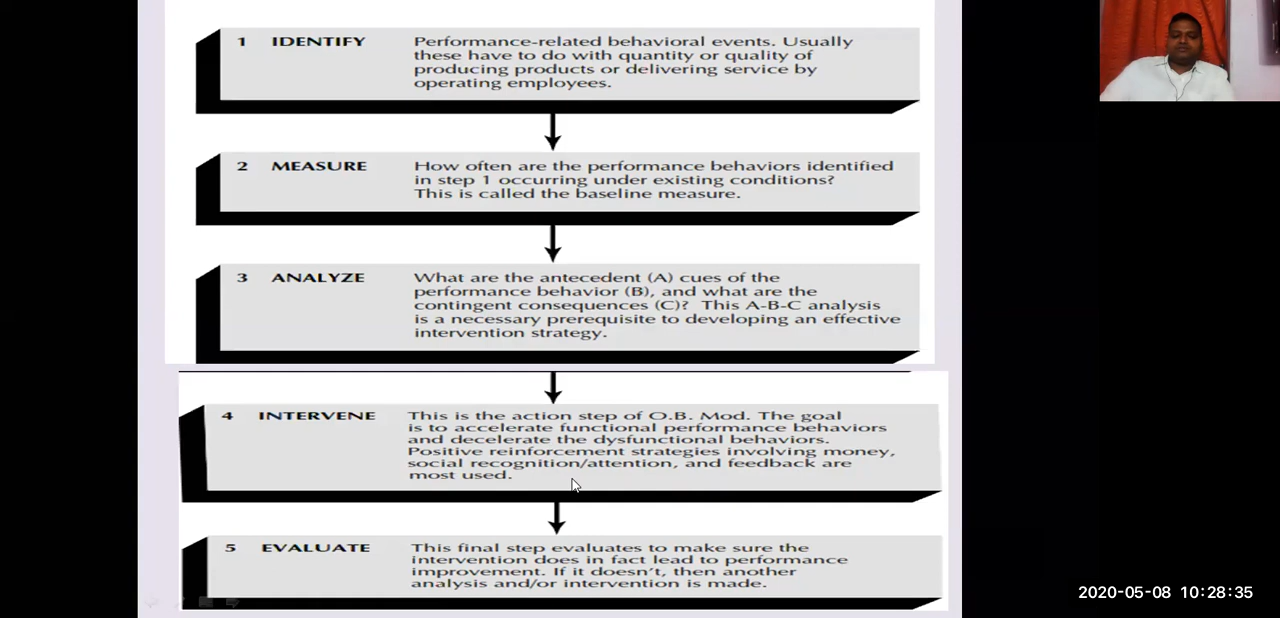 1 IDENTIFY Performance-related behavioral events. Usually
these have to do with quantity or quality of
producing products or delivering service by
operating employees.
2 MEASURE How often are the performance behaviors identified
in step 1 occurring under existing conditions?
This is called the baseline measure.
3 ANALYZE What are the antecedent (A) cues of the
performance behavior (B), and what are the
contingent consequences (C)? This A-B-C analysis
is a necessary prerequisite to developing an effective
intervention strategy.
4 INTERVENE This is the action step of O.B. Mod. The goal
is to accelerate functional performance behaviors
and decelerate the dysfunctional behaviors.
Positive reinforcement strategies involving money,
social recognition/attention, and feedback are
most used.
5 EVALUATE This final step evaluates to make sure the
intervention does in fact lead to performance
improvement. If it doesn't, then another
analysis and/or intervention is made.
2020-05-08 10:28:35